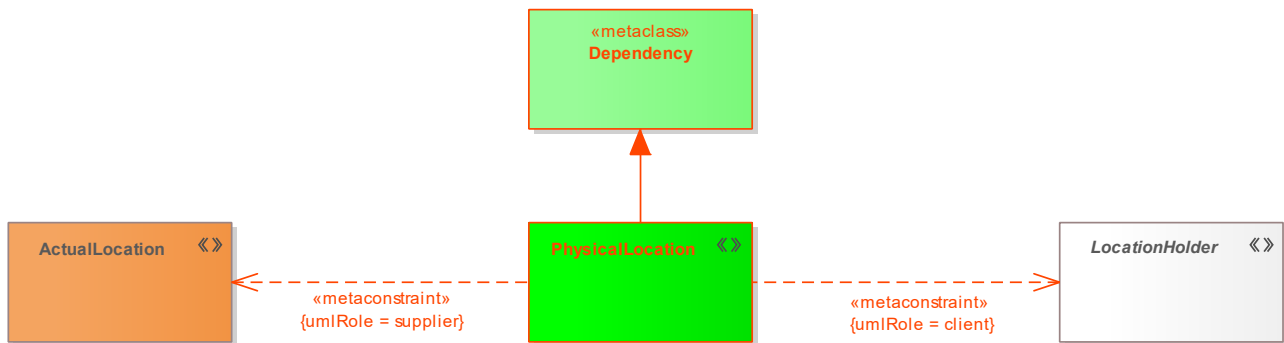 «metaclass»
Dependency
ActualLocation «»
PhysicalLocation «»
LocationHolder «»
«metaconstraint»
{umlRole = supplier}
«metaconstraint»
{umlRole = client}